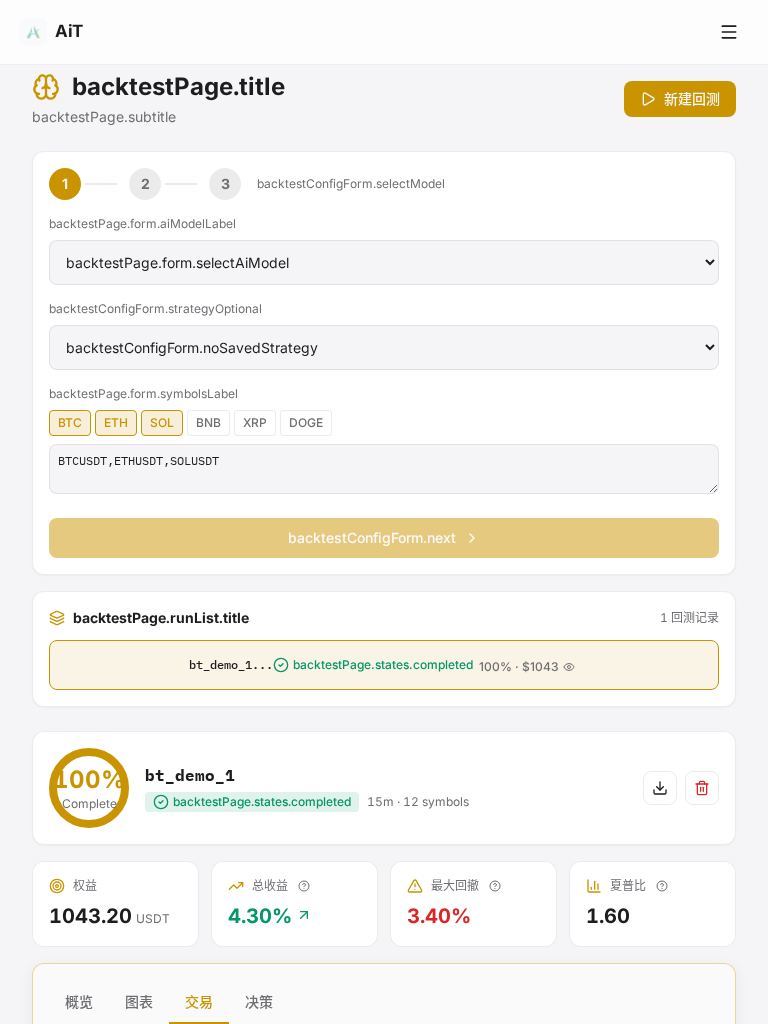 AiT
backtestPage.title
backtestPage.subtitle
新建回测
1 2 3 backtestConfigForm.selectModel
backtestPage.form.aiModelLabel
backtestPage.form.selectAiModel
backtestConfigForm.strategyOptional
backtestConfigForm.noSavedStrategy
backtestPage.form.symbolsLabel
BTC ETH SOL BNB XRP DOGE
BTCUSDT,ETHUSDT,SOLUSDT
backtestConfigForm.next
backtestPage.runList.title 1 回测记录
bt_demo_1... backtestPage.states.completed 100% · $1043
100%
Complete
bt_demo_1
backtestPage.states.completed 15m · 12 symbols
权益 总收益 最大回撤 夏普比
1043.20 USDT 4.30% 3.40% 1.60
概览 图表 交易 决策